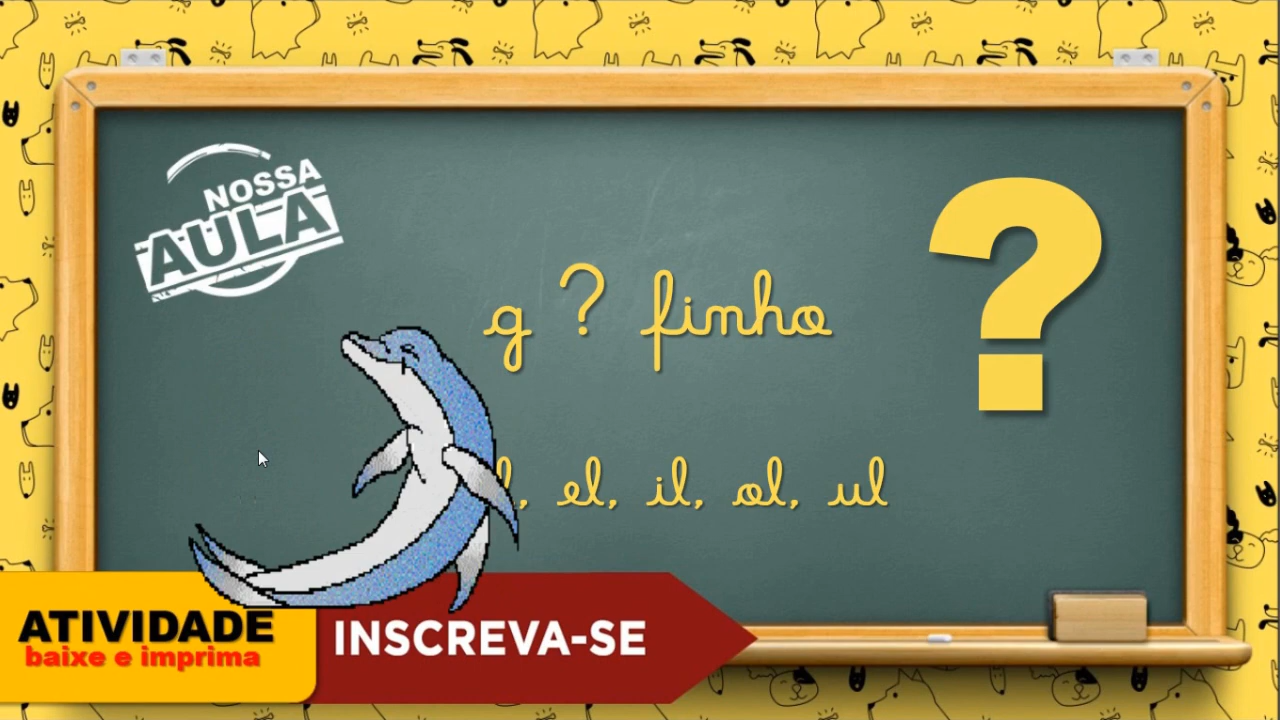 NOSSA
AULA
g ? finho
?
l, el, il, ol, ul
ATIVIDADE
baixe e imprima
INSCREVA-SE